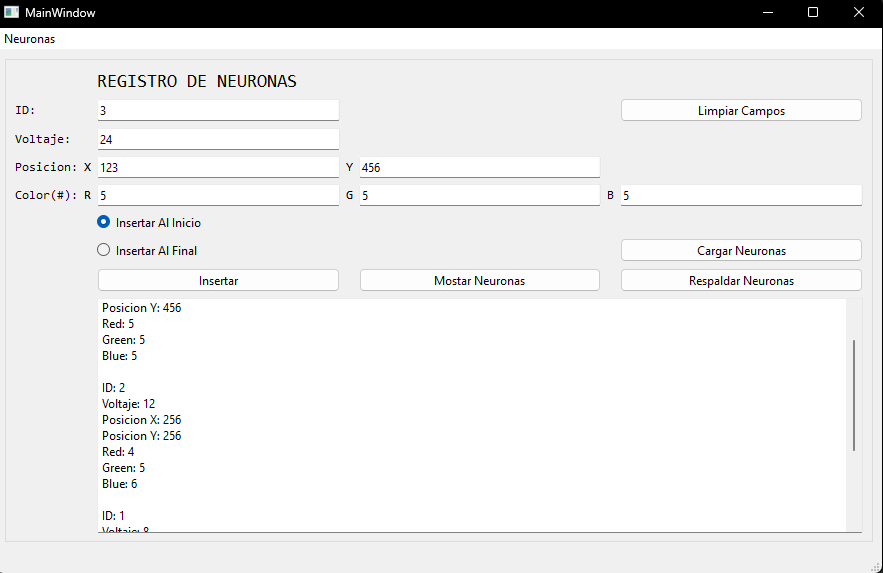 MainWindow
Neuronas
REGISTRO DE NEURONAS
ID: 3 Limpiar Campos
Voltaje: 24
Posicion: X 123 Y 456
Color(#): R 5 G 5 B 5
Insertar Al Inicio
Insertar Al Final Cargar Neuronas
Insertar Mostar Neuronas Respaldar Neuronas
Posicion Y: 456
Red: 5
Green: 5
Blue: 5
ID: 2
Voltaje: 12
Posicion X: 256
Posicion Y: 256
Red: 4
Green: 5
Blue: 6
ID: 1
Voltaje: 8